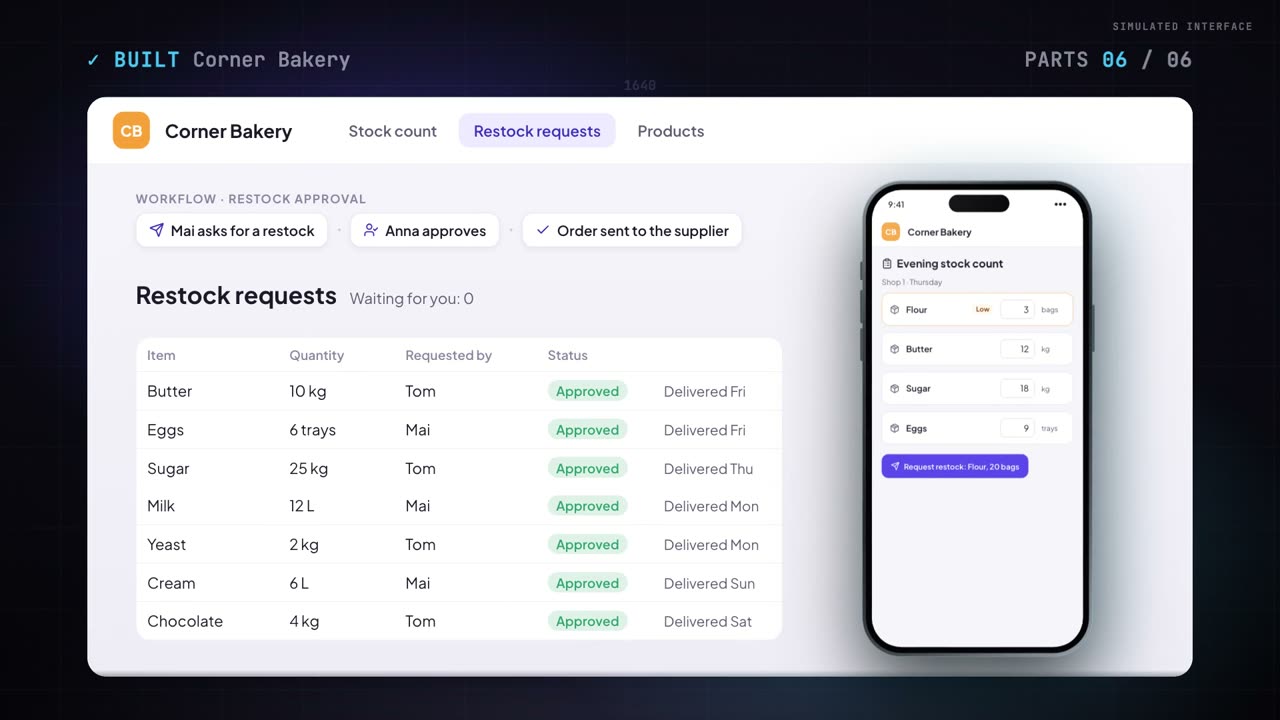 SIMULATED INTERFACE
✓ BUILT Corner Bakery
PARTS 06 / 06
1640
CB Corner Bakery Stock count Restock requests Products
WORKFLOW · RESTOCK APPROVAL
Mai asks for a restock · Anna approves · Order sent to the supplier
Restock requests Waiting for you: 0
Item Quantity Requested by Status
Butter 10 kg Tom Approved Delivered Fri
Eggs 6 trays Mai Approved Delivered Fri
Sugar 25 kg Tom Approved Delivered Thu
Milk 12 L Mai Approved Delivered Mon
Yeast 2 kg Tom Approved Delivered Mon
Cream 6 L Mai Approved Delivered Sun
Chocolate 4 kg Tom Approved Delivered Sat
9:41
CB Corner Bakery
Evening stock count
Shop 1 · Thursday
Flour Low 3 bags
Butter 12 kg
Sugar 18 kg
Eggs 9 trays
Request restock: Flour, 20 bags